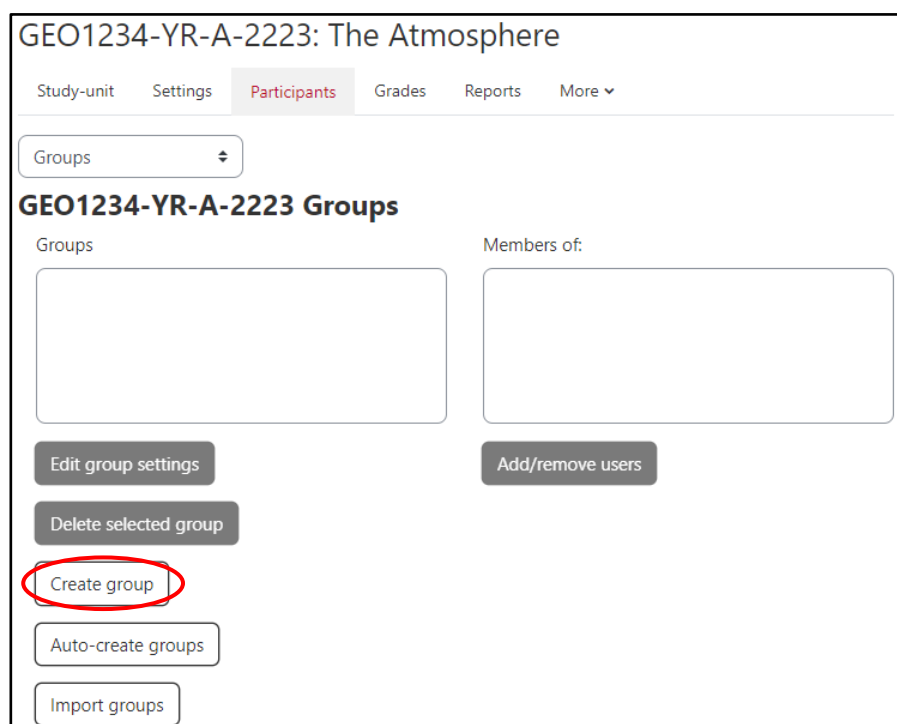 GEO1234-YR-A-2223: The Atmosphere
Study-unit Settings Participants Grades Reports More
Groups
GEO1234-YR-A-2223 Groups
Groups Members of:
Edit group settings Add/remove users
Delete selected group
Create group
Auto-create groups
Import groups